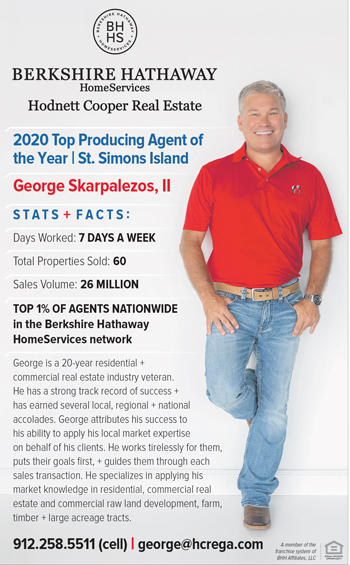 BERKSHIRE HATHAWAY
HOMESERVICES
BH
HS
BERKSHIRE HATHAWAY
HomeServices
Hodnett Cooper Real Estate
2020 Top Producing Agent of
the Year | St. Simons Island
George Skarpalezos, II
STATS + FACTS:
Days Worked: 7 DAYS A WEEK
Total Properties Sold: 60
Sales Volume: 26 MILLION
TOP 1% OF AGENTS NATIONWIDE
in the Berkshire Hathaway
HomeServices network
George is a 20-year residential +
commercial real estate industry veteran.
He has a strong track record of success +
has earned several local, regional + national
accolades. George attributes his success to
his ability to apply his local market expertise
on behalf of his clients. He works tirelessly for them,
puts their goals first, + guides them through each
sales transaction. He specializes in applying his
market knowledge in residential, commercial real
estate and commercial raw land development, farm,
timber + large acreage tracts.
912.258.5511 (cell) | george@hcrega.com
A member of the
franchise system of
BHH Affiliates, LLC